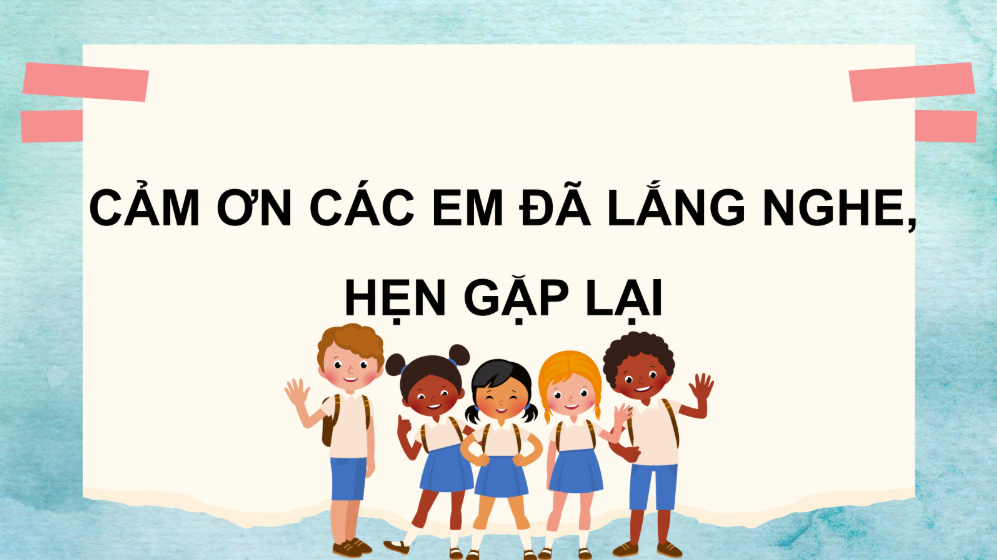 CẢM ƠN CÁC EM ĐÃ LẮNG NGHE,
HẸN GẶP LẠI